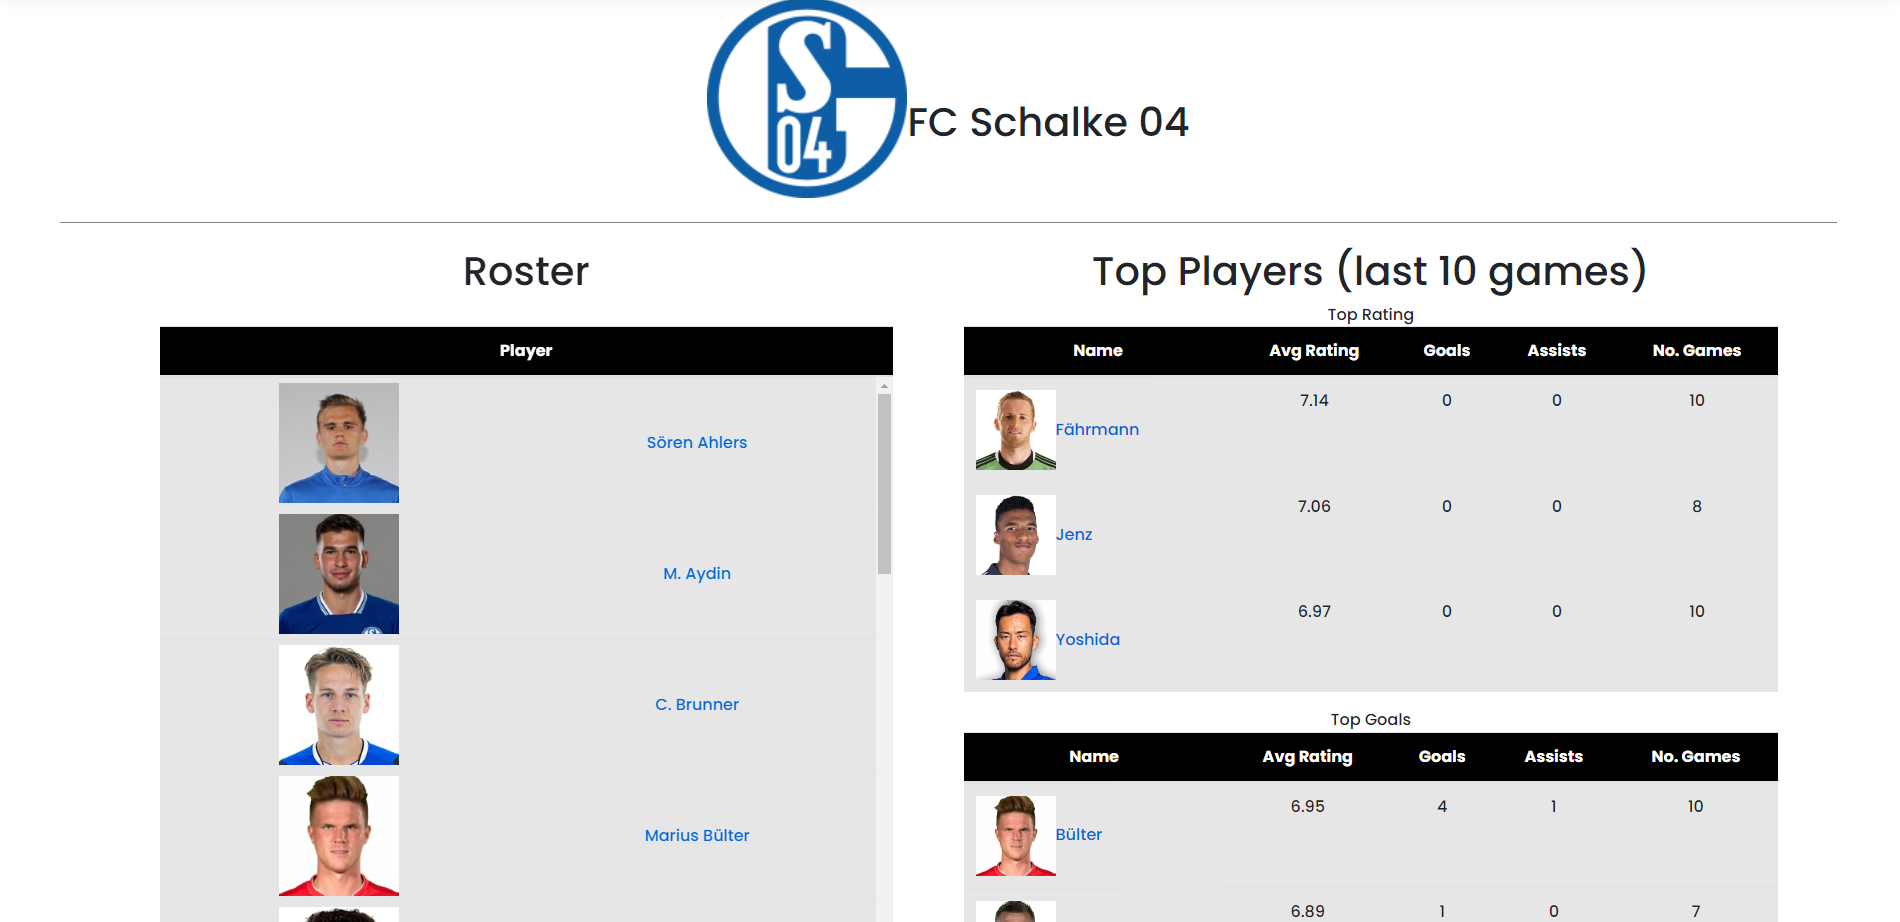 S
04
FC Schalke 04
Roster
Player
Sören Ahlers
M. Aydin
C. Brunner
Marius Bülter
Top Players (last 10 games)
Top Rating
Name Avg Rating Goals Assists No. Games
Fährmann 7.14 0 0 10
Jenz 7.06 0 0 8
Yoshida 6.97 0 0 10
Top Goals
Name Avg Rating Goals Assists No. Games
Bülter 6.95 4 1 10
6.89 1 0 7